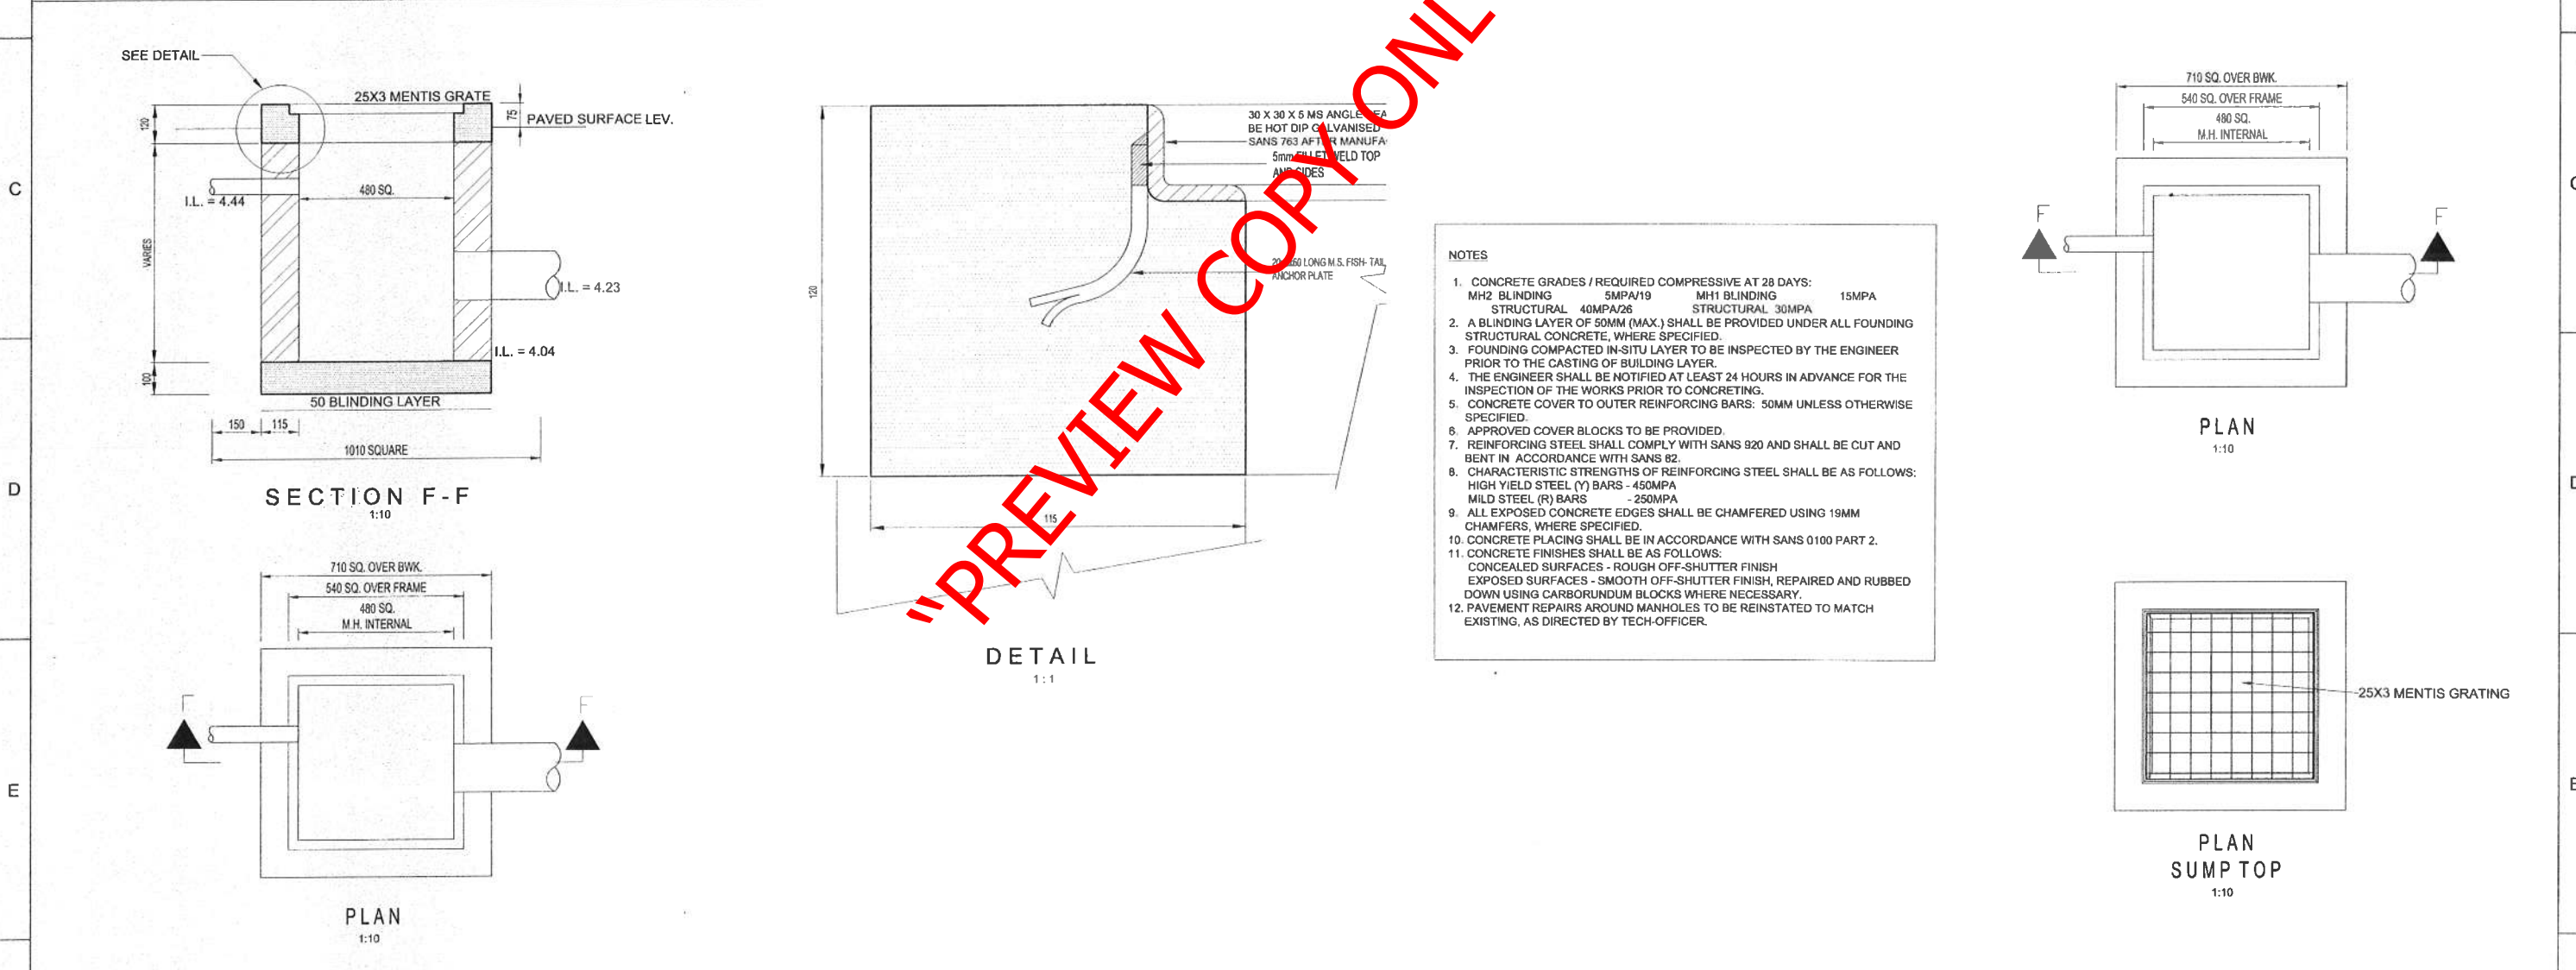 C
D
E
SEE DETAIL
25X3 MENTIS GRATE
75
PAVED SURFACE LEV.
120
480 SQ.
I.L. = 4.44
VARIES
I.L. = 4.23
I.L. = 4.04
100
50 BLINDING LAYER
150
115
1010 SQUARE
SECTION F-F
1:10
710 SQ. OVER BWK.
540 SQ. OVER FRAME
480 SQ.
M.H. INTERNAL
F
F
PLAN
1:10
30 X 30 X 5 MS ANGLE
BE HOT DIP GALVANISED
SANS 763 AFTER
5mm FILLET WELD TOP
AND SIDES
LONG M.S. FISH- TAIL
ANCHOR PLATE
120
115
DETAIL
1:1
"PREVIEW COPY
NOTES
1. CONCRETE GRADES / REQUIRED COMPRESSIVE AT 28 DAYS:
MH2 BLINDING 5MPA/19 MH1 BLINDING 15MPA
STRUCTURAL 40MPA/26 STRUCTURAL 30MPA
2. A BLINDING LAYER OF 50MM (MAX.) SHALL BE PROVIDED UNDER ALL FOUNDING
STRUCTURAL CONCRETE, WHERE SPECIFIED.
3. FOUNDING COMPACTED IN-SITU LAYER TO BE INSPECTED BY THE ENGINEER
PRIOR TO THE CASTING OF BUILDING LAYER.
4. THE ENGINEER SHALL BE NOTIFIED AT LEAST 24 HOURS IN ADVANCE FOR THE
INSPECTION OF THE WORKS PRIOR TO CONCRETING.
5. CONCRETE COVER TO OUTER REINFORCING BARS: 50MM UNLESS OTHERWISE
SPECIFIED.
6. APPROVED COVER BLOCKS TO BE PROVIDED.
7. REINFORCING STEEL SHALL COMPLY WITH SANS 920 AND SHALL BE CUT AND
BENT IN ACCORDANCE WITH SANS 82.
8. CHARACTERISTIC STRENGTHS OF REINFORCING STEEL SHALL BE AS FOLLOWS:
HIGH YIELD STEEL (Y) BARS - 450MPA
MILD STEEL (R) BARS - 250MPA
9. ALL EXPOSED CONCRETE EDGES SHALL BE CHAMFERED USING 19MM
CHAMFERS, WHERE SPECIFIED.
10. CONCRETE PLACING SHALL BE IN ACCORDANCE WITH SANS 0100 PART 2.
11. CONCRETE FINISHES SHALL BE AS FOLLOWS:
CONCEALED SURFACES - ROUGH OFF-SHUTTER FINISH
EXPOSED SURFACES - SMOOTH OFF-SHUTTER FINISH, REPAIRED AND RUBBED
DOWN USING CARBORUNDUM BLOCKS WHERE NECESSARY.
12. PAVEMENT REPAIRS AROUND MANHOLES TO BE REINSTATED TO MATCH
EXISTING, AS DIRECTED BY TECH-OFFICER.
710 SQ. OVER BWK.
540 SQ. OVER FRAME
480 SQ.
M.H. INTERNAL
F
F
PLAN
1:10
25X3 MENTIS GRATING
PLAN
SUMP TOP
1:10